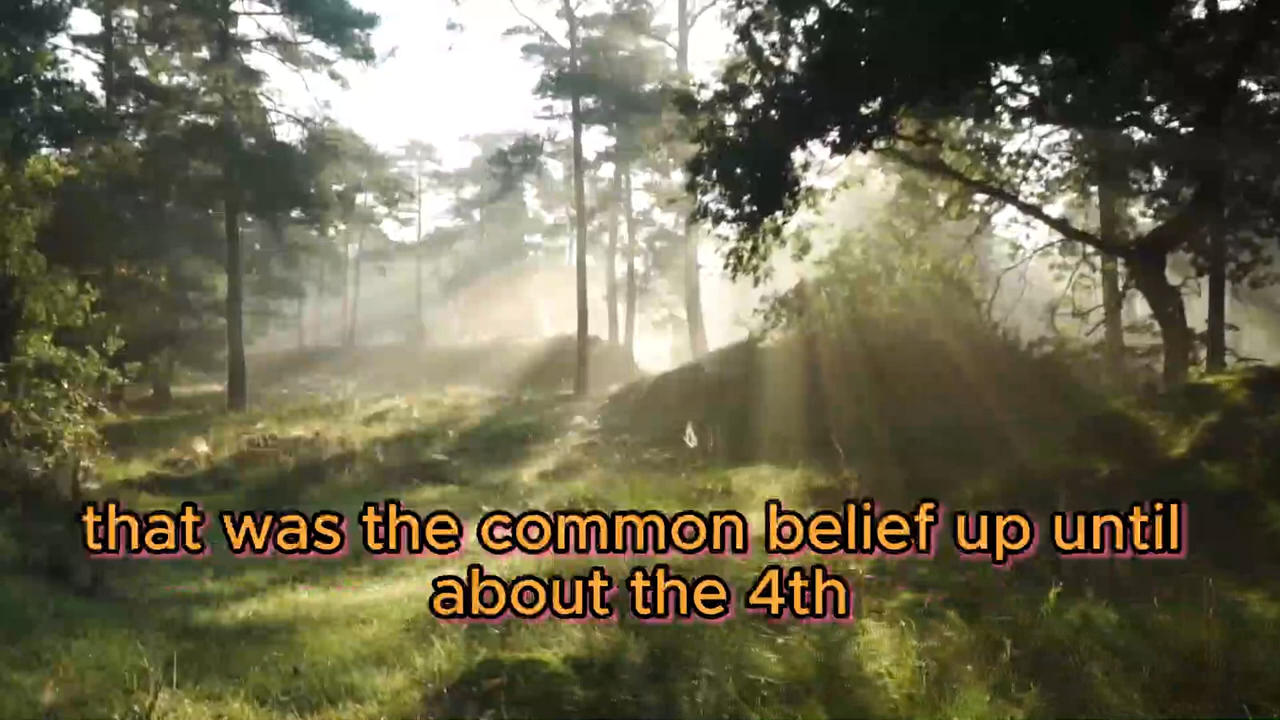 that was the common belief up until
about the 4th